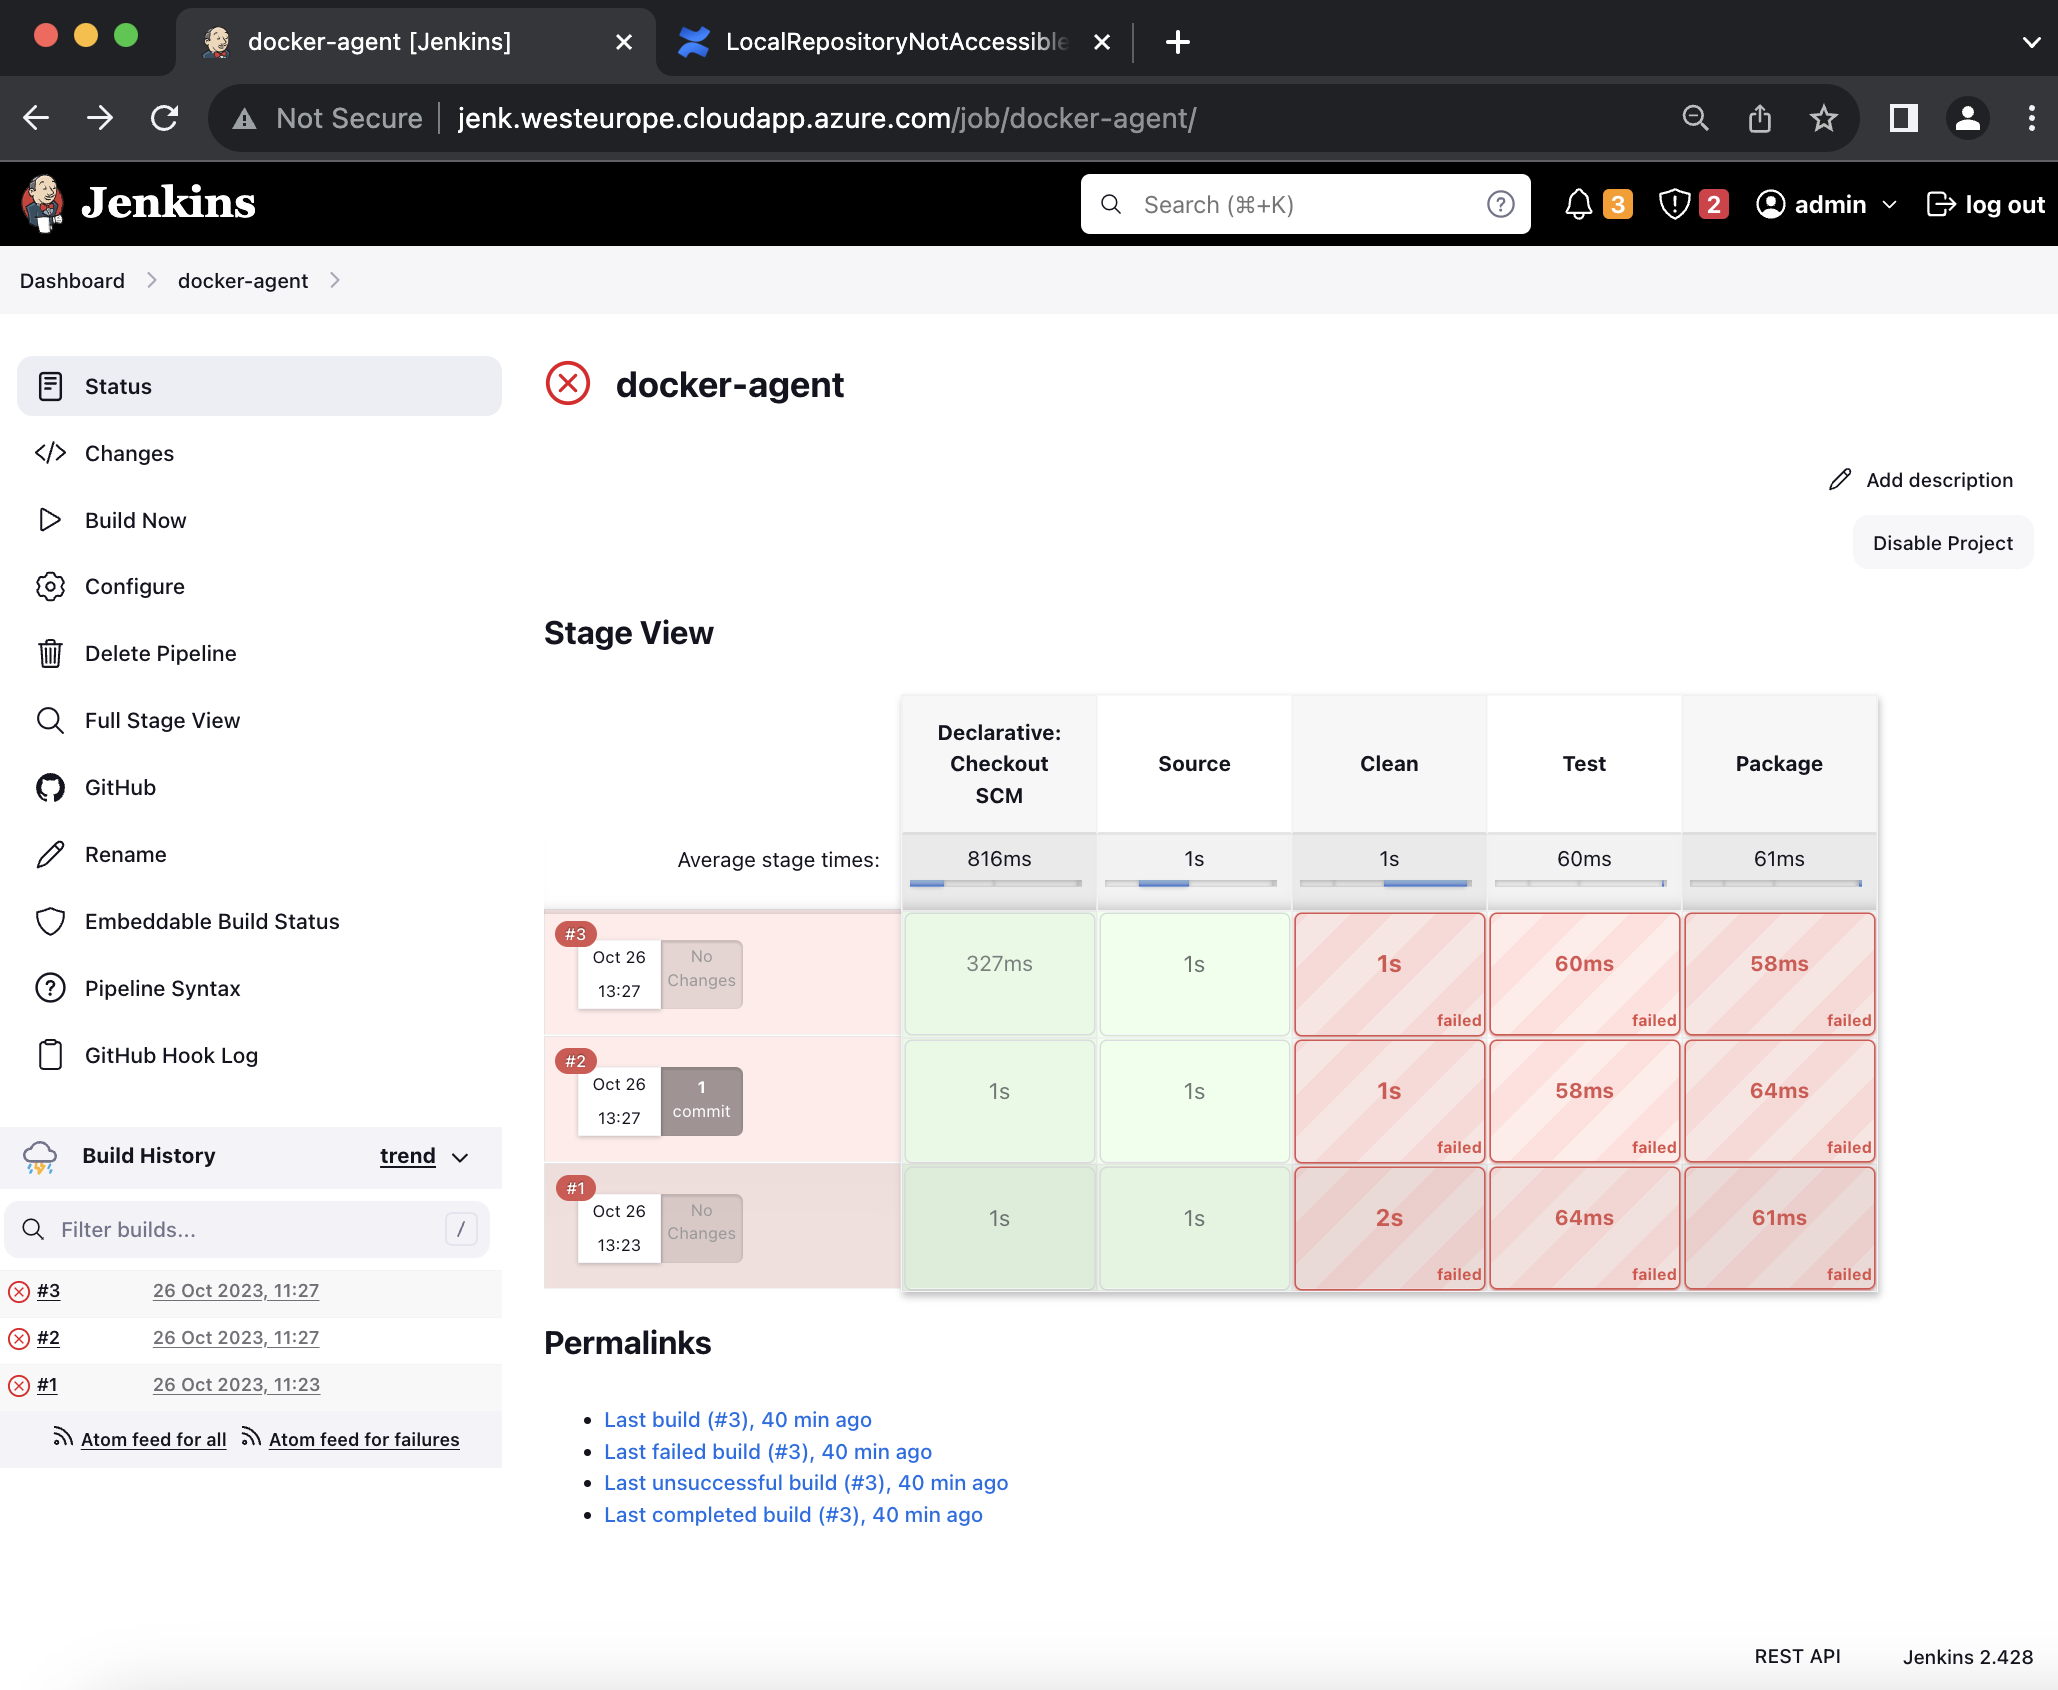 docker-agent [Jenkins]
LocalRepositoryNotAccessible
Not Secure
jenk.westeurope.cloudapp.azure.com/job/docker-agent/
Jenkins
Search (⌘+K)
3
2
admin
log out
Dashboard
docker-agent
Status
Changes
Build Now
Configure
Delete Pipeline
Full Stage View
GitHub
Rename
Embeddable Build Status
Pipeline Syntax
GitHub Hook Log
Build History
trend
Filter builds...
/
#3 26 Oct 2023, 11:27
#2 26 Oct 2023, 11:27
#1 26 Oct 2023, 11:23
Atom feed for all Atom feed for failures
docker-agent
Add description
Disable Project
Stage View
Declarative:
Checkout
SCM
Source
Clean
Test
Package
Average stage times:
816ms
1s
1s
60ms
61ms
#3
Oct 26
13:27
No
Changes
327ms
1s
1s
failed
60ms
failed
58ms
failed
#2
Oct 26
13:27
1
commit
1s
1s
1s
failed
58ms
failed
64ms
failed
#1
Oct 26
13:23
No
Changes
1s
1s
2s
failed
64ms
failed
61ms
failed
Permalinks
Last build (#3), 40 min ago
Last failed build (#3), 40 min ago
Last unsuccessful build (#3), 40 min ago
Last completed build (#3), 40 min ago
REST API
Jenkins 2.428